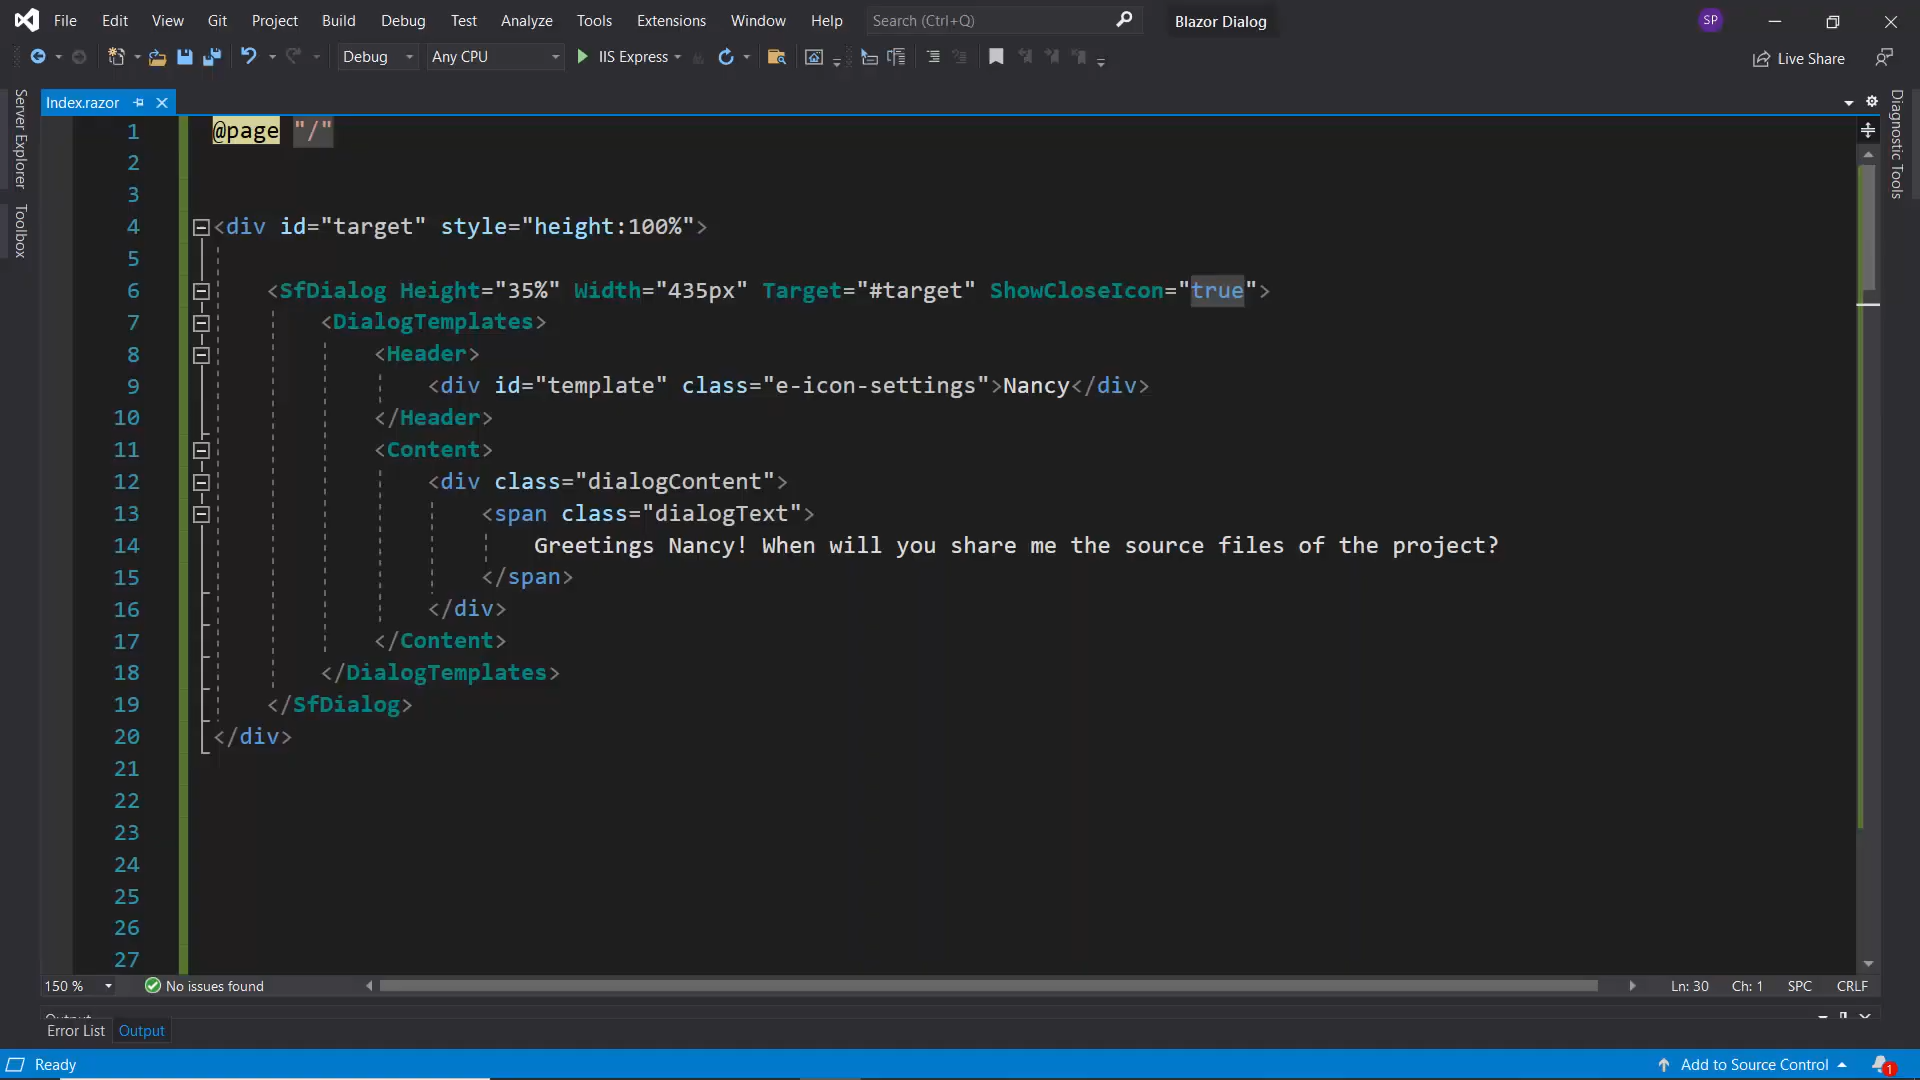 File Edit View Git Project Build Debug Test Analyze Tools Extensions Window Help Search (Ctrl+Q) Blazor Dialog SP
Debug Any CPU IIS Express Live Share
Server Explorer
Toolbox
Index.razor
Diagnostic Tools
1 @page "/"
2
3
4 <div id="target" style="height:100%">
5
6 <SfDialog Height="35%" Width="435px" Target="#target" ShowCloseIcon="true">
7 <DialogTemplates>
8 <Header>
9 <div id="template" class="e-icon-settings">Nancy</div>
10 </Header>
11 <Content>
12 <div class="dialogContent">
13 <span class="dialogText">
14 Greetings Nancy! When will you share me the source files of the project?
15 </span>
16 </div>
17 </Content>
18 </DialogTemplates>
19 </SfDialog>
20 </div>
21
22
23
24
25
26
27
150 % No issues found Ln: 30 Ch: 1 SPC CRLF
Output
Error List Output
Ready Add to Source Control 1